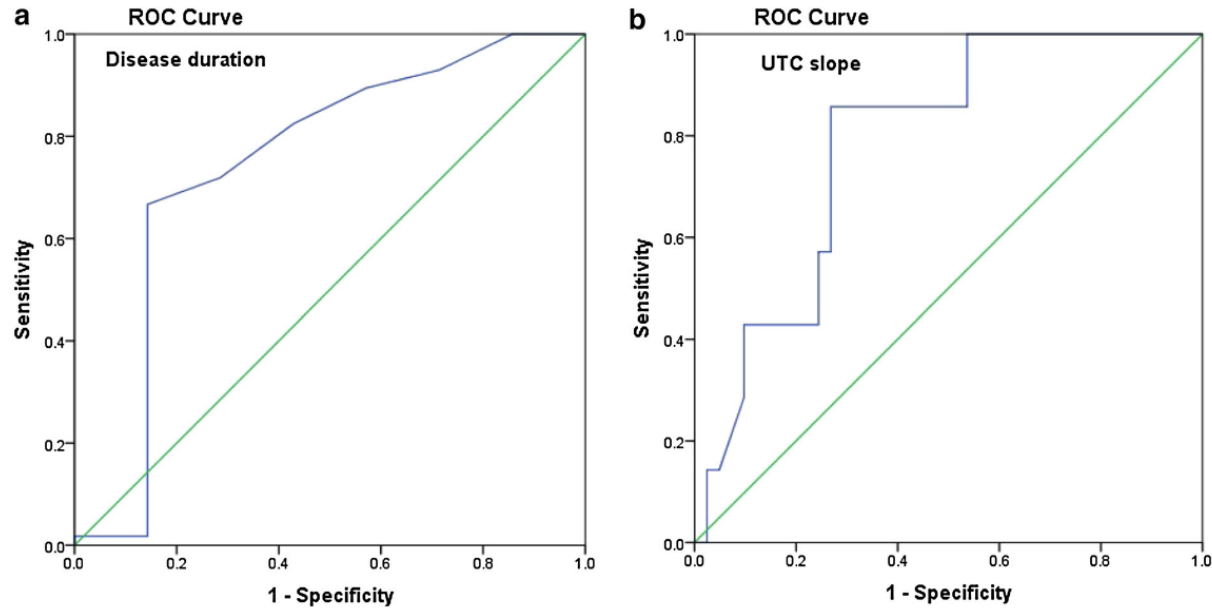 a
ROC Curve
Disease duration
Sensitivity
1.0
0.8
0.6
0.4
0.2
0.0
0.0 0.2 0.4 0.6 0.8 1.0
1 - Specificity
b
ROC Curve
UTC slope
Sensitivity
1.0
0.8
0.6
0.4
0.2
0.0
0.0 0.2 0.4 0.6 0.8 1.0
1 - Specificity